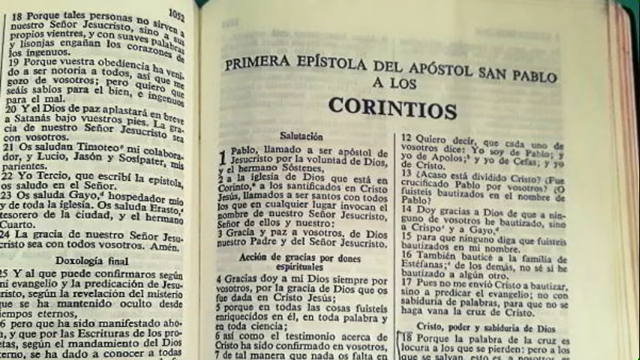 1052
18 Porque tales personas no sirven a
nuestro Señor Jesucristo, sino a sus
propios vientres, y con suaves palabras
y lisonjas engañan los corazones de
los ingenuos.
19 Porque vuestra obediencia ha veni-
do a ser notoria a todos, así que me
gozo de vosotros; pero quiero que
seáis sabios para el bien, e ingenuos
para el mal.
20 Y el Dios de paz aplastará en breve
a Satanás bajo vuestros pies. La gra-
cia de nuestro Señor Jesucristo sea
con vosotros.
21 Os saludan Timoteo mi colabora-
dor, y Lucio, Jasón y Sosípater, mis
parientes.
22 Yo Tercio, que escribí la epístola,
os saludo en el Señor.
23 Os saluda Gayo, hospedador mío
y de toda la iglesia. Os saluda Erasto,
tesorero de la ciudad, y el hermano
Cuarto.
24 La gracia de nuestro Señor Jesu-
cristo sea con todos vosotros. Amén.
Doxología final
25 Y al que puede confirmaros según
mi evangelio y la predicación de Jesu-
cristo, según la revelación del misterio
que se ha mantenido oculto desde
tiempos eternos,
26 pero que ha sido manifestado aho-
ra, y que por las Escrituras de los pro-
fetas, según el mandamiento del Dios
eterno, se ha dado a conocer a todas
PRIMERA EPÍSTOLA DEL APÓSTOL SAN PABLO
A LOS
CORINTIOS
Salutación
1 Pablo, llamado a ser apóstol de
Jesucristo por la voluntad de Dios,
y el hermano Sóstenes,
2 a la iglesia de Dios que está en
Corinto, a los santificados en Cristo
Jesús, llamados a ser santos con todos
los que en cualquier lugar invocan el
nombre de nuestro Señor Jesucristo,
Señor de ellos y nuestro:
3 Gracia y paz a vosotros, de Dios
nuestro Padre y del Señor Jesucristo.
Acción de gracias por dones
espirituales
4 Gracias doy a mi Dios siempre por
vosotros, por la gracia de Dios que os
fue dada en Cristo Jesús;
5 porque en todas las cosas fuisteis
enriquecidos en él, en toda palabra y
en toda ciencia;
6 así como el testimonio acerca de
Cristo ha sido confirmado en vosotros,
7 de tal manera que nada os falta en
12 Quiero decir, que cada uno de
vosotros dice: Yo soy de Pablo; y
yo de Apolos; y yo de Cefas; y yo
de Cristo.
13 ¿Acaso está dividido Cristo? ¿Fue
crucificado Pablo por vosotros? ¿O
fuisteis bautizados en el nombre de
Pablo?
14 Doy gracias a Dios de que a nin-
guno de vosotros he bautizado, sino
a Crispo y a Gayo,
15 para que ninguno diga que fuisteis
bautizados en mi nombre.
16 También bauticé a la familia de
Estéfanas; de los demás, no sé si he
bautizado a algún otro.
17 Pues no me envió Cristo a bautizar,
sino a predicar el evangelio; no con
sabiduría de palabras, para que no se
haga vana la cruz de Cristo.
Cristo, poder y sabiduría de Dios
18 Porque la palabra de la cruz es
locura a los que se pierden; pero a los
que se salvan, esto es,